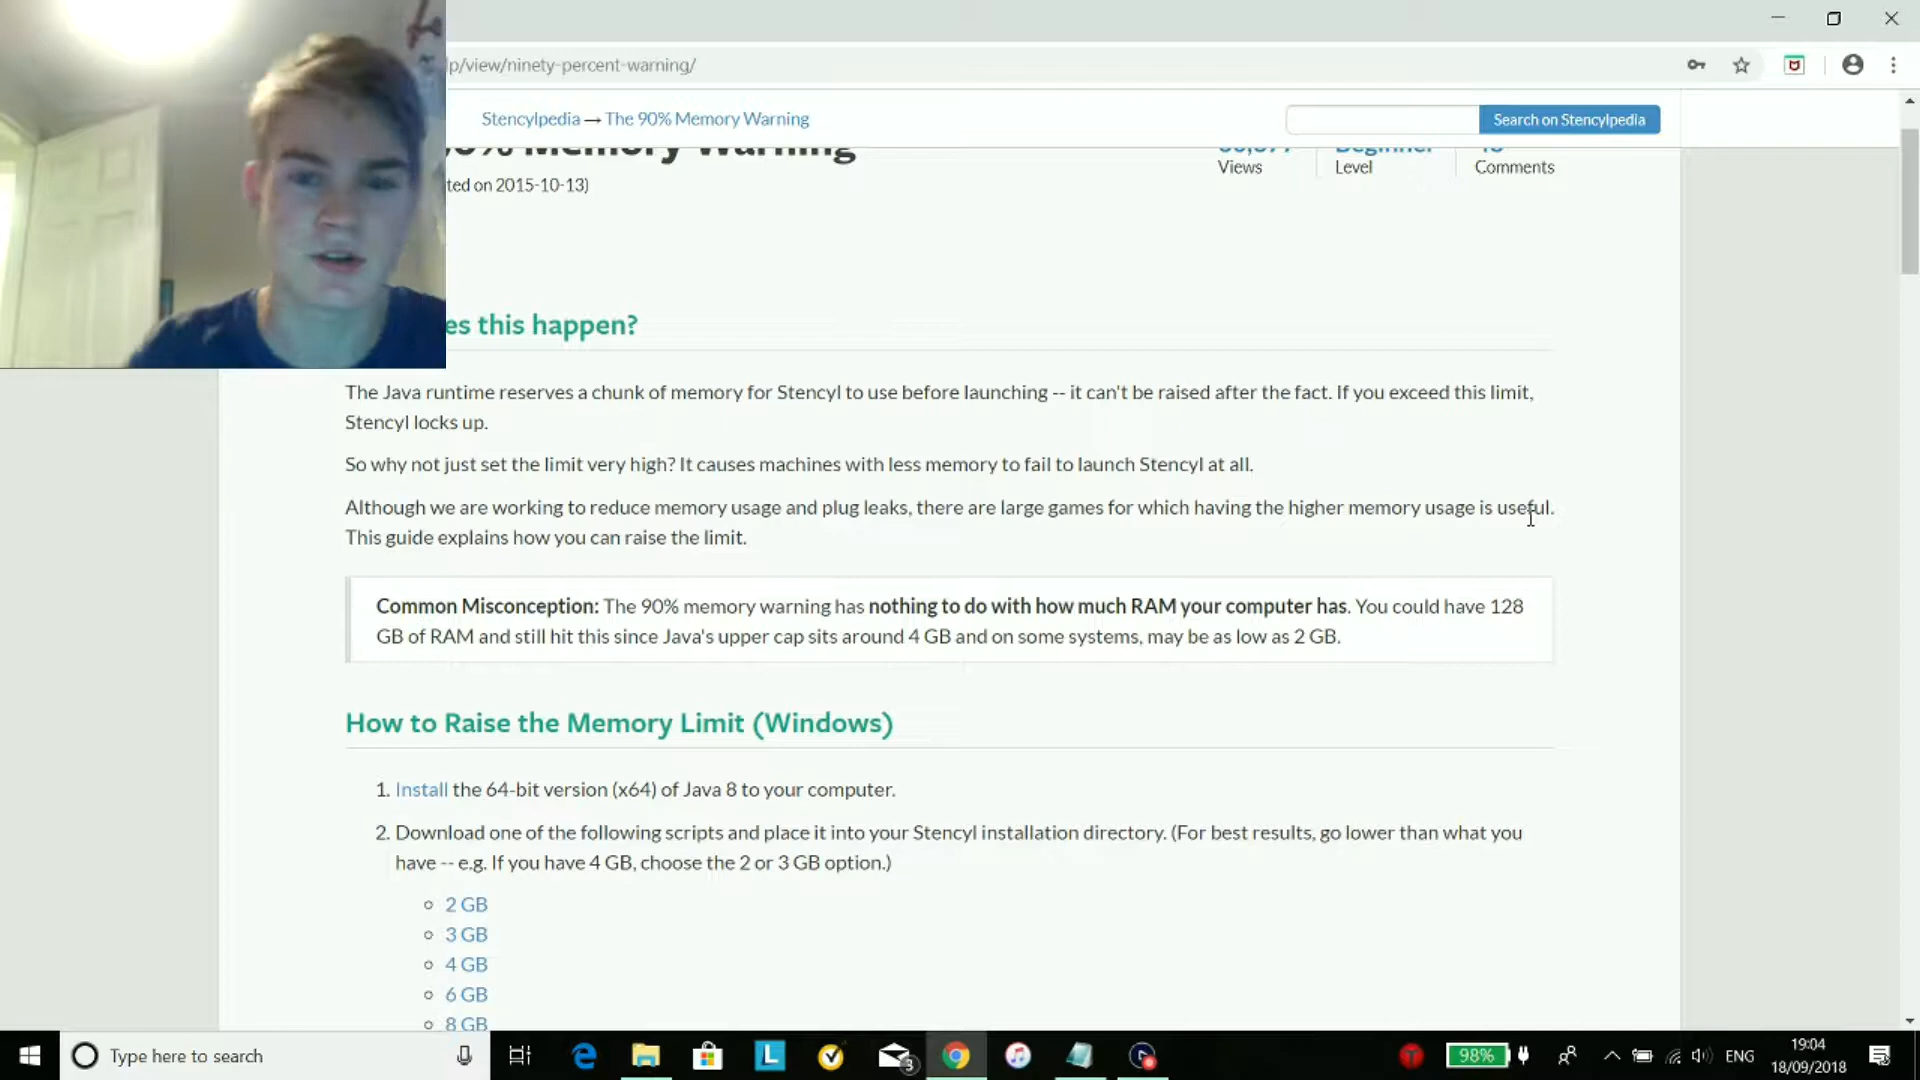 lp/view/ninety-percent-warning/
Stencylpedia → The 90% Memory Warning
Search on Stencylpedia
Memory Warning
Views
Beginner
Level
Comments
ted on 2015-10-13)
es this happen?
The Java runtime reserves a chunk of memory for Stencyl to use before launching -- it can't be raised after the fact. If you exceed this limit,
Stencyl locks up.
So why not just set the limit very high? It causes machines with less memory to fail to launch Stencyl at all.
Although we are working to reduce memory usage and plug leaks, there are large games for which having the higher memory usage is useful.
This guide explains how you can raise the limit.
Common Misconception: The 90% memory warning has nothing to do with how much RAM your computer has. You could have 128
GB of RAM and still hit this since Java's upper cap sits around 4 GB and on some systems, may be as low as 2 GB.
How to Raise the Memory Limit (Windows)
1. Install the 64-bit version (x64) of Java 8 to your computer.
2. Download one of the following scripts and place it into your Stencyl installation directory. (For best results, go lower than what you
have -- e.g. If you have 4 GB, choose the 2 or 3 GB option.)
2 GB
3 GB
4 GB
6 GB
8 GB
Type here to search
L
3
98%
ENG
19:04
18/09/2018